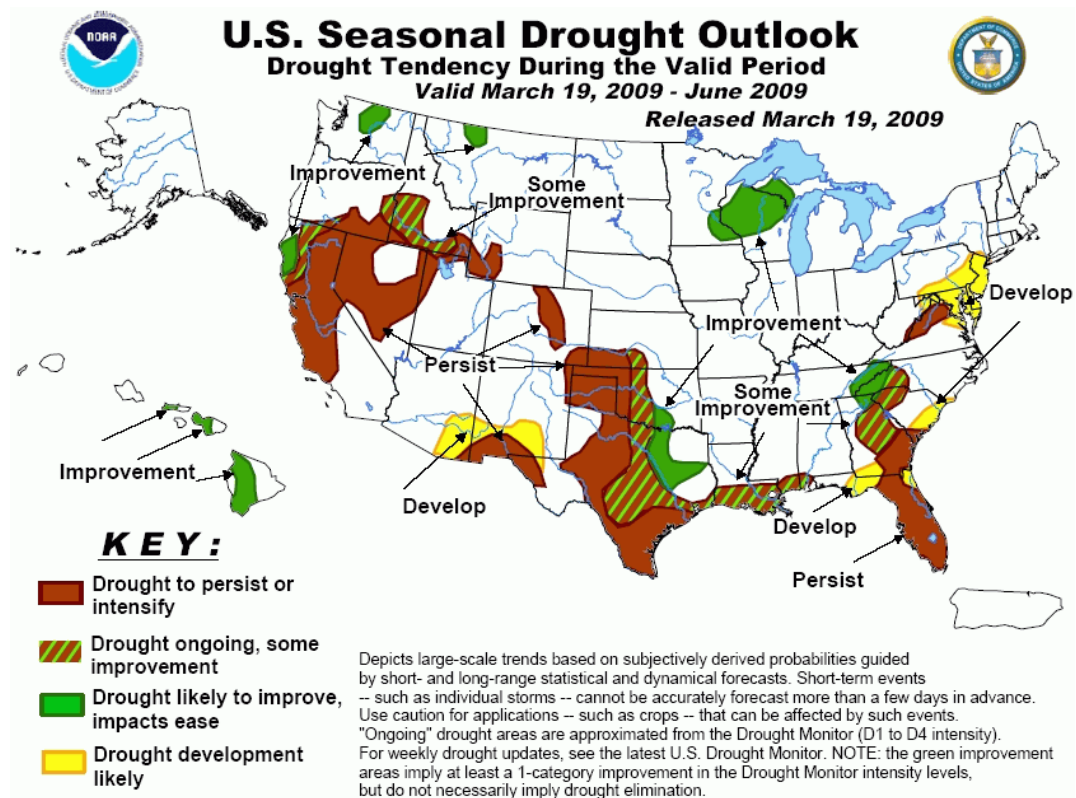 NOAA
U.S. Seasonal Drought Outlook
Drought Tendency During the Valid Period
Valid March 19, 2009 - June 2009
Released March 19, 2009
Improvement
Some
Improvement
Develop
Improvement
Persist
Some
Improvement
Improvement
Develop
Develop
Persist
KEY:
Drought to persist or
intensify
Drought ongoing, some
improvement
Drought likely to improve,
impacts ease
Drought development
likely
Depicts large-scale trends based on subjectively derived probabilities guided
by short- and long-range statistical and dynamical forecasts. Short-term events
-- such as individual storms -- cannot be accurately forecast more than a few days in advance.
Use caution for applications -- such as crops -- that can be affected by such events.
"Ongoing" drought areas are approximated from the Drought Monitor (D1 to D4 intensity).
For weekly drought updates, see the latest U.S. Drought Monitor. NOTE: the green improvement
areas imply at least a 1-category improvement in the Drought Monitor intensity levels,
but do not necessarily imply drought elimination.